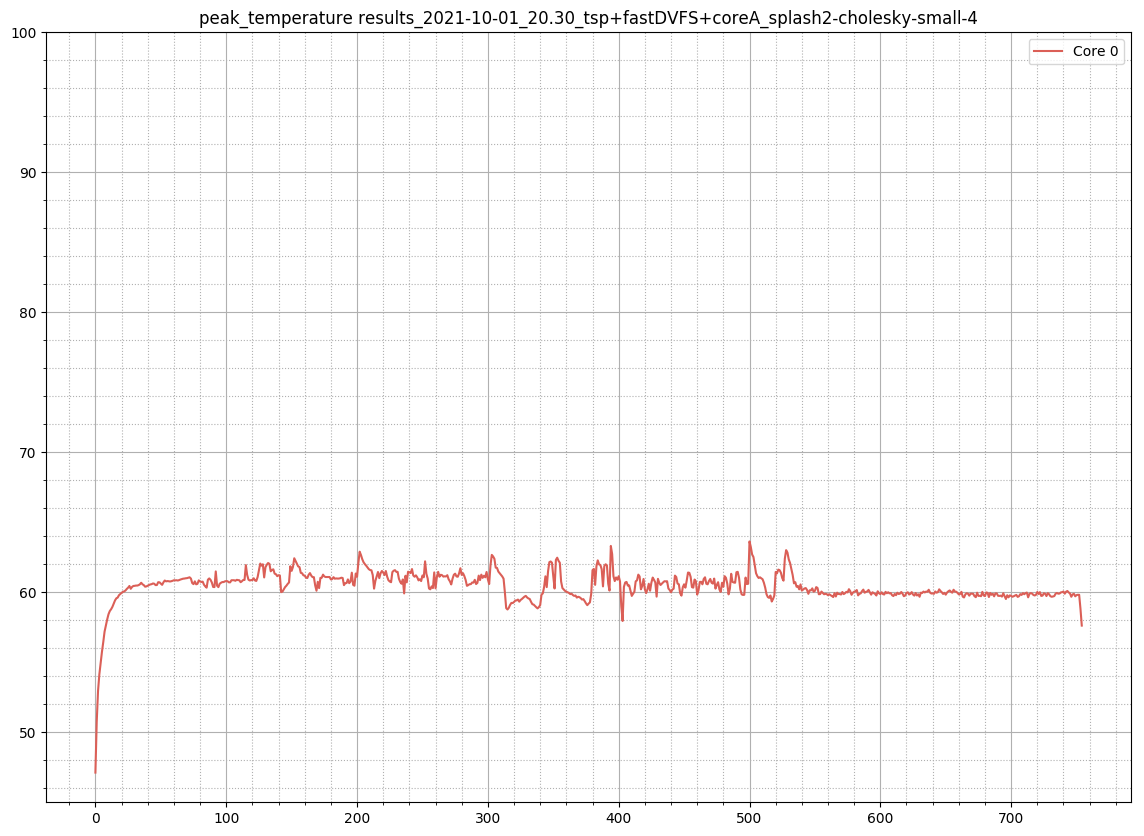 peak_temperature results_2021-10-01_20.30_tsp+fastDVFS+coreA_splash2-cholesky-small-4
Core 0
100
90
80
70
60
50
0 100 200 300 400 500 600 700